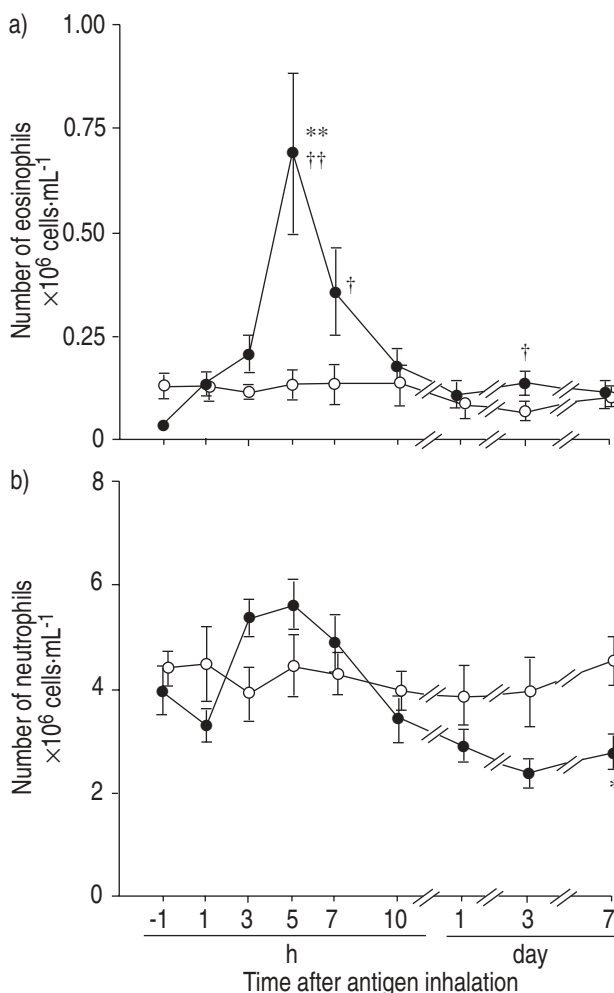 a)
1.00
0.75
0.50
0.25
0
Number of eosinophils
×10⁶ cells·mL⁻¹
**
††
†
†
b)
8
6
4
2
0
Number of neutrophils
×10⁶ cells·mL⁻¹
*
-1 1 3 5 7 10 1 3 7
h day
Time after antigen inhalation